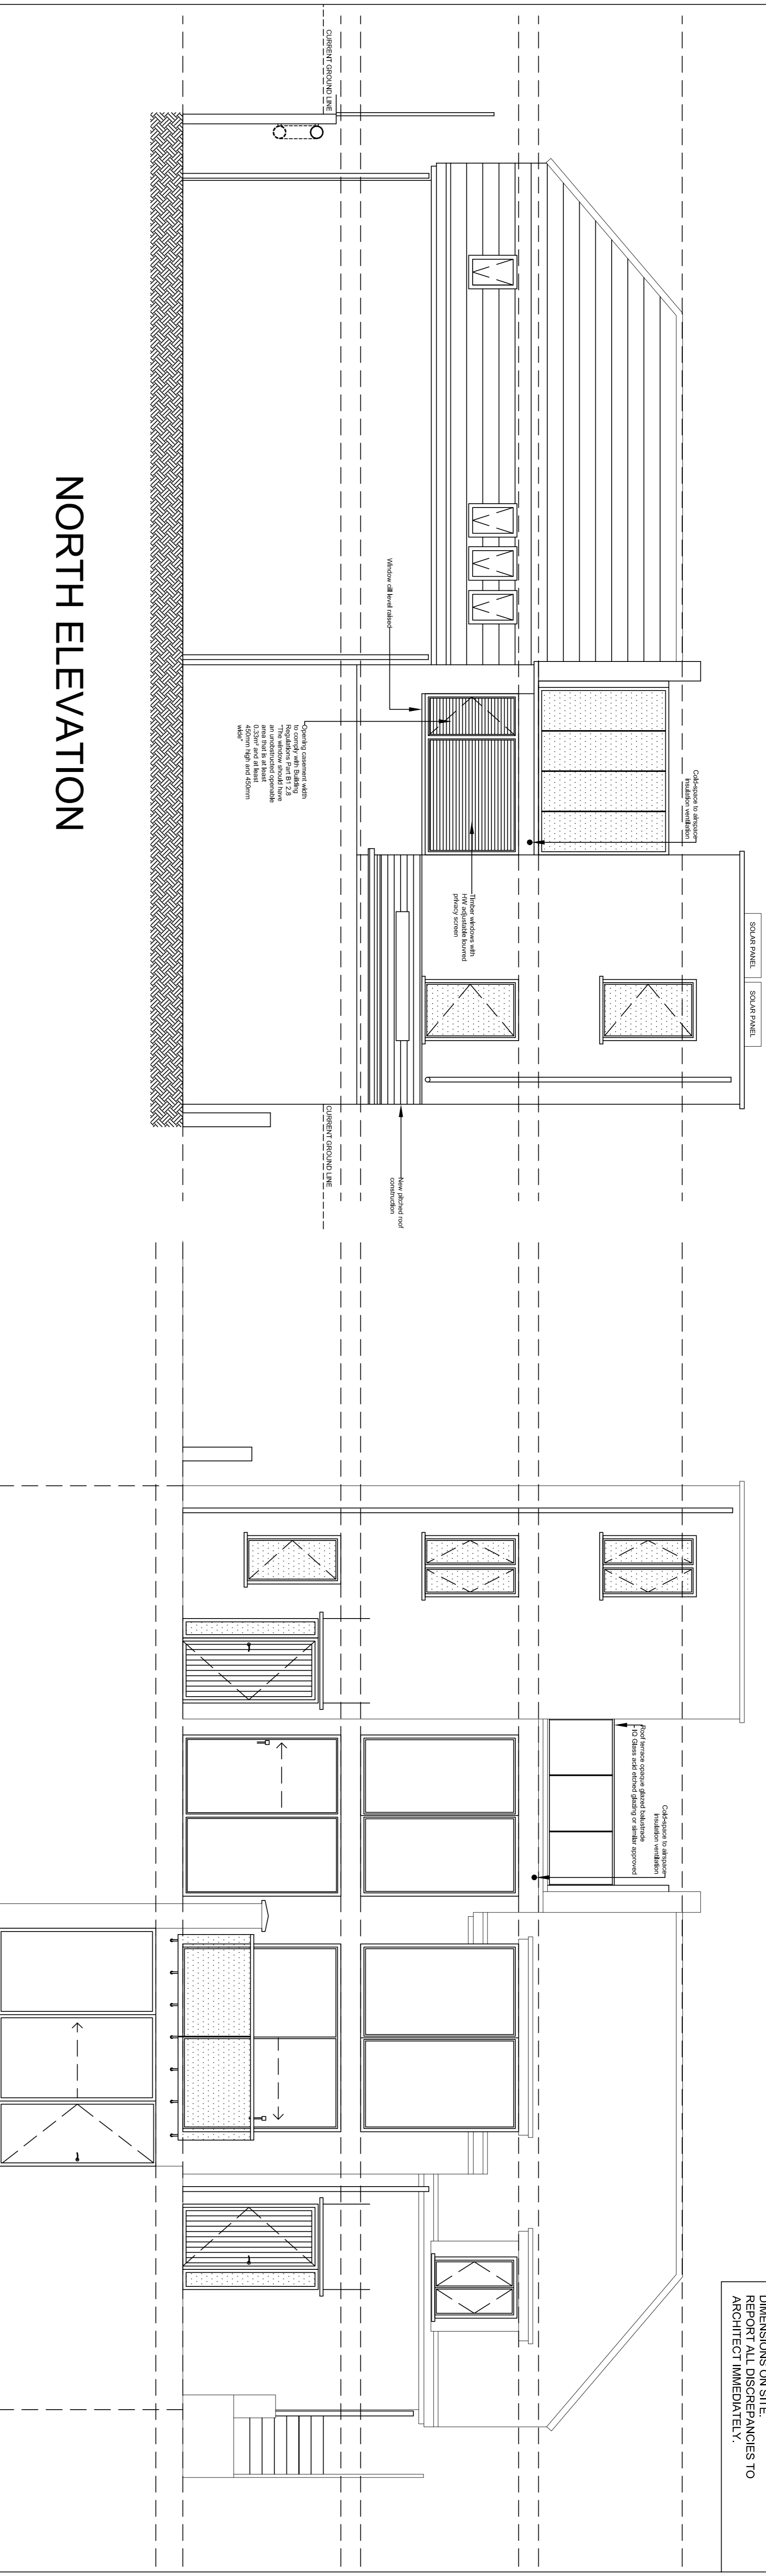 DIMENSIONS ON SITE.
REPORT ALL DISCREPANCIES TO
ARCHITECT IMMEDIATELY.
SOLAR PANEL
SOLAR PANEL
Cold-space to airspace
insulation ventilation
Timber windows with
HW adjustable louvred
privacy screen
New pitched roof
construction
Window cill level raised
Opening casement width
to comply with Building
Regulations Part B1 2.8
"The window should have
an unobstructed openable
area that is at least
0.33m² and at least
450mm high and 450mm
wide"
CURRENT GROUND LINE
CURRENT GROUND LINE
NORTH ELEVATION
Cold-space to airspace
insulation ventilation
Roof terrace opaque glazed balustrade
- IQ Glass acid etched glazing or similar approved